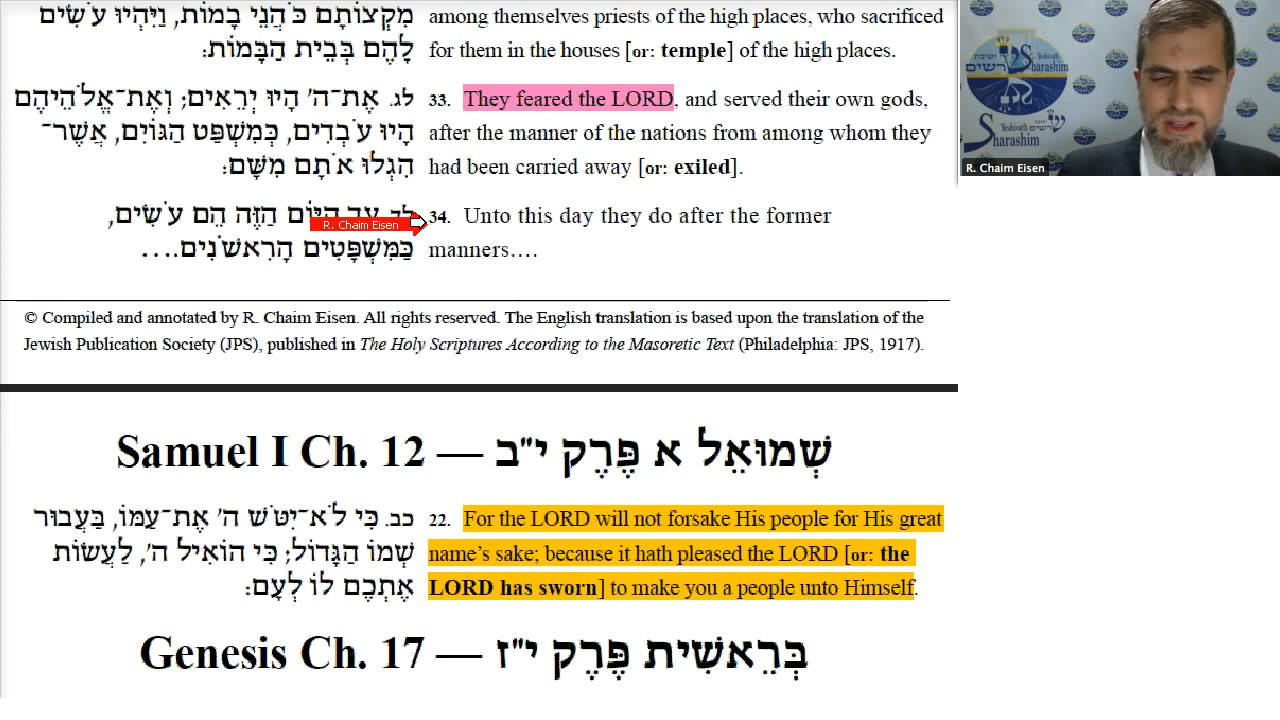 מִקְצוֹתָם כֹּהֲנֵי בָמוֹת, וַיִּהְיוּ עֹשִׂים
לָהֶם בְּבֵית הַבָּמוֹת:
among themselves priests of the high places, who sacrificed
for them in the houses [or: temple] of the high places.
לג. אֶת־ה' הָיוּ יְרֵאִים; וְאֶת־אֱלֹהֵיהֶם
הָיוּ עֹבְדִים, כְּמִשְׁפַּט הַגּוֹיִם, אֲשֶׁר־
הִגְלוּ אֹתָם מִשָּׁם:
33. They feared the LORD, and served their own gods,
after the manner of the nations from among whom they
had been carried away [or: exiled].
הַזֶּה הֵם עֹשִׂים,
כַּמִּשְׁפָּטִים הָרִאשֹׁנִים....
R. Chaim Eisen
34. Unto this day they do after the former
manners....
© Compiled and annotated by R. Chaim Eisen. All rights reserved. The English translation is based upon the translation of the
Jewish Publication Society (JPS), published in The Holy Scriptures According to the Masoretic Text (Philadelphia: JPS, 1917).
Samuel I Ch. 12 — שְׁמוּאֵל א פֶּרֶק י"ב
כב. כִּי לֹא־יִטֹּשׁ ה' אֶת־עַמּוֹ, בַּעֲבוּר
שְׁמוֹ הַגָּדוֹל; כִּי הוֹאִיל ה', לַעֲשׂוֹת
אֶתְכֶם לוֹ לְעָם:
22. For the LORD will not forsake His people for His great
name's sake; because it hath pleased the LORD [or: the
LORD has sworn] to make you a people unto Himself.
Genesis Ch. 17 — בְּרֵאשִׁית פֶּרֶק י"ז
Yeshivath
Sharashim
ישיבת
שרשים
Yeshivath
Sharashim
R. Chaim Eisen